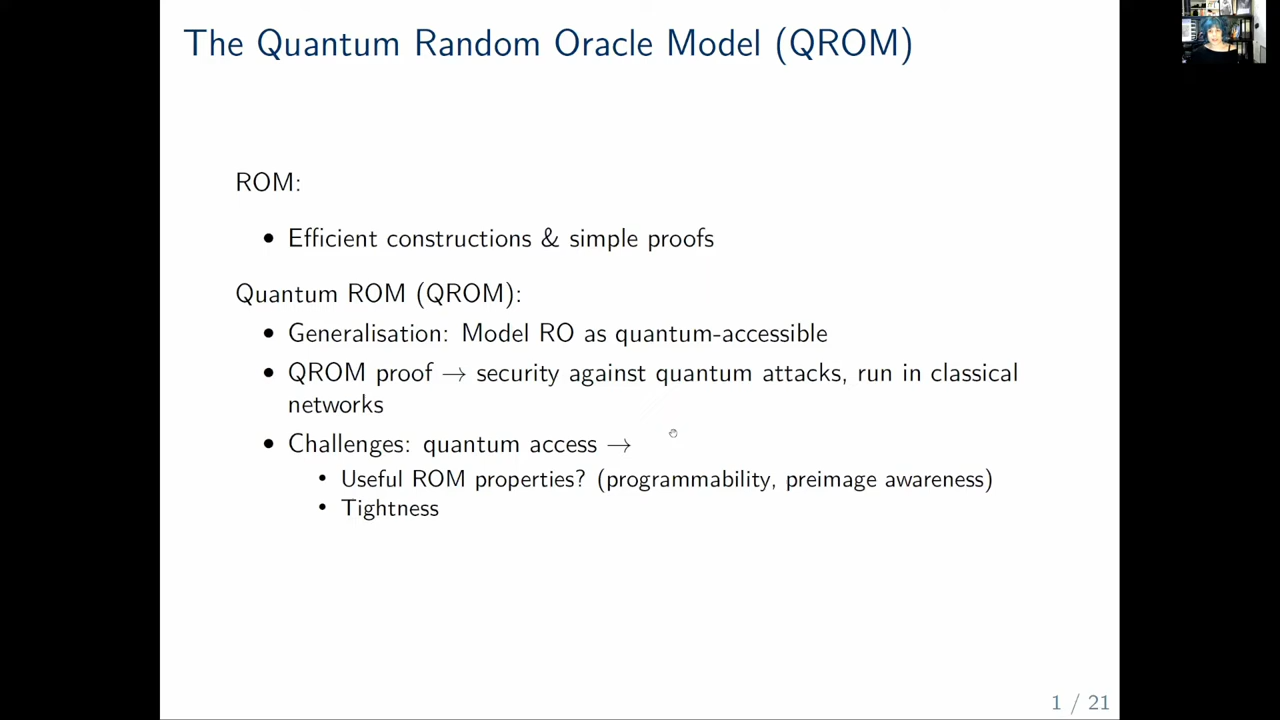 The Quantum Random Oracle Model (QROM)
ROM:
• Efficient constructions & simple proofs
Quantum ROM (QROM):
• Generalisation: Model RO as quantum-accessible
• QROM proof → security against quantum attacks, run in classical
networks
• Challenges: quantum access →
• Useful ROM properties? (programmability, preimage awareness)
• Tightness
1 / 21